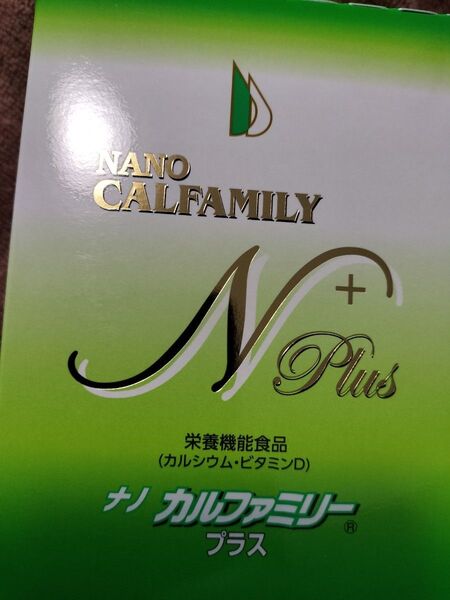 NANO
CALFAMILY
N+
Plus
栄養機能食品
(カルシウム・ビタミンD)
ナノ カルファミリー®
プラス